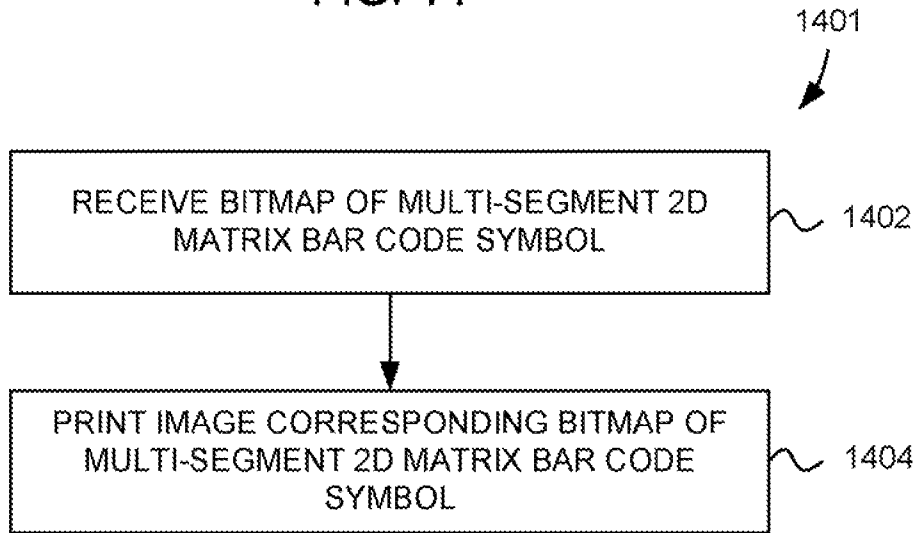 1401
RECEIVE BITMAP OF MULTI-SEGMENT 2D
MATRIX BAR CODE SYMBOL
1402
PRINT IMAGE CORRESPONDING BITMAP OF
MULTI-SEGMENT 2D MATRIX BAR CODE
SYMBOL
1404